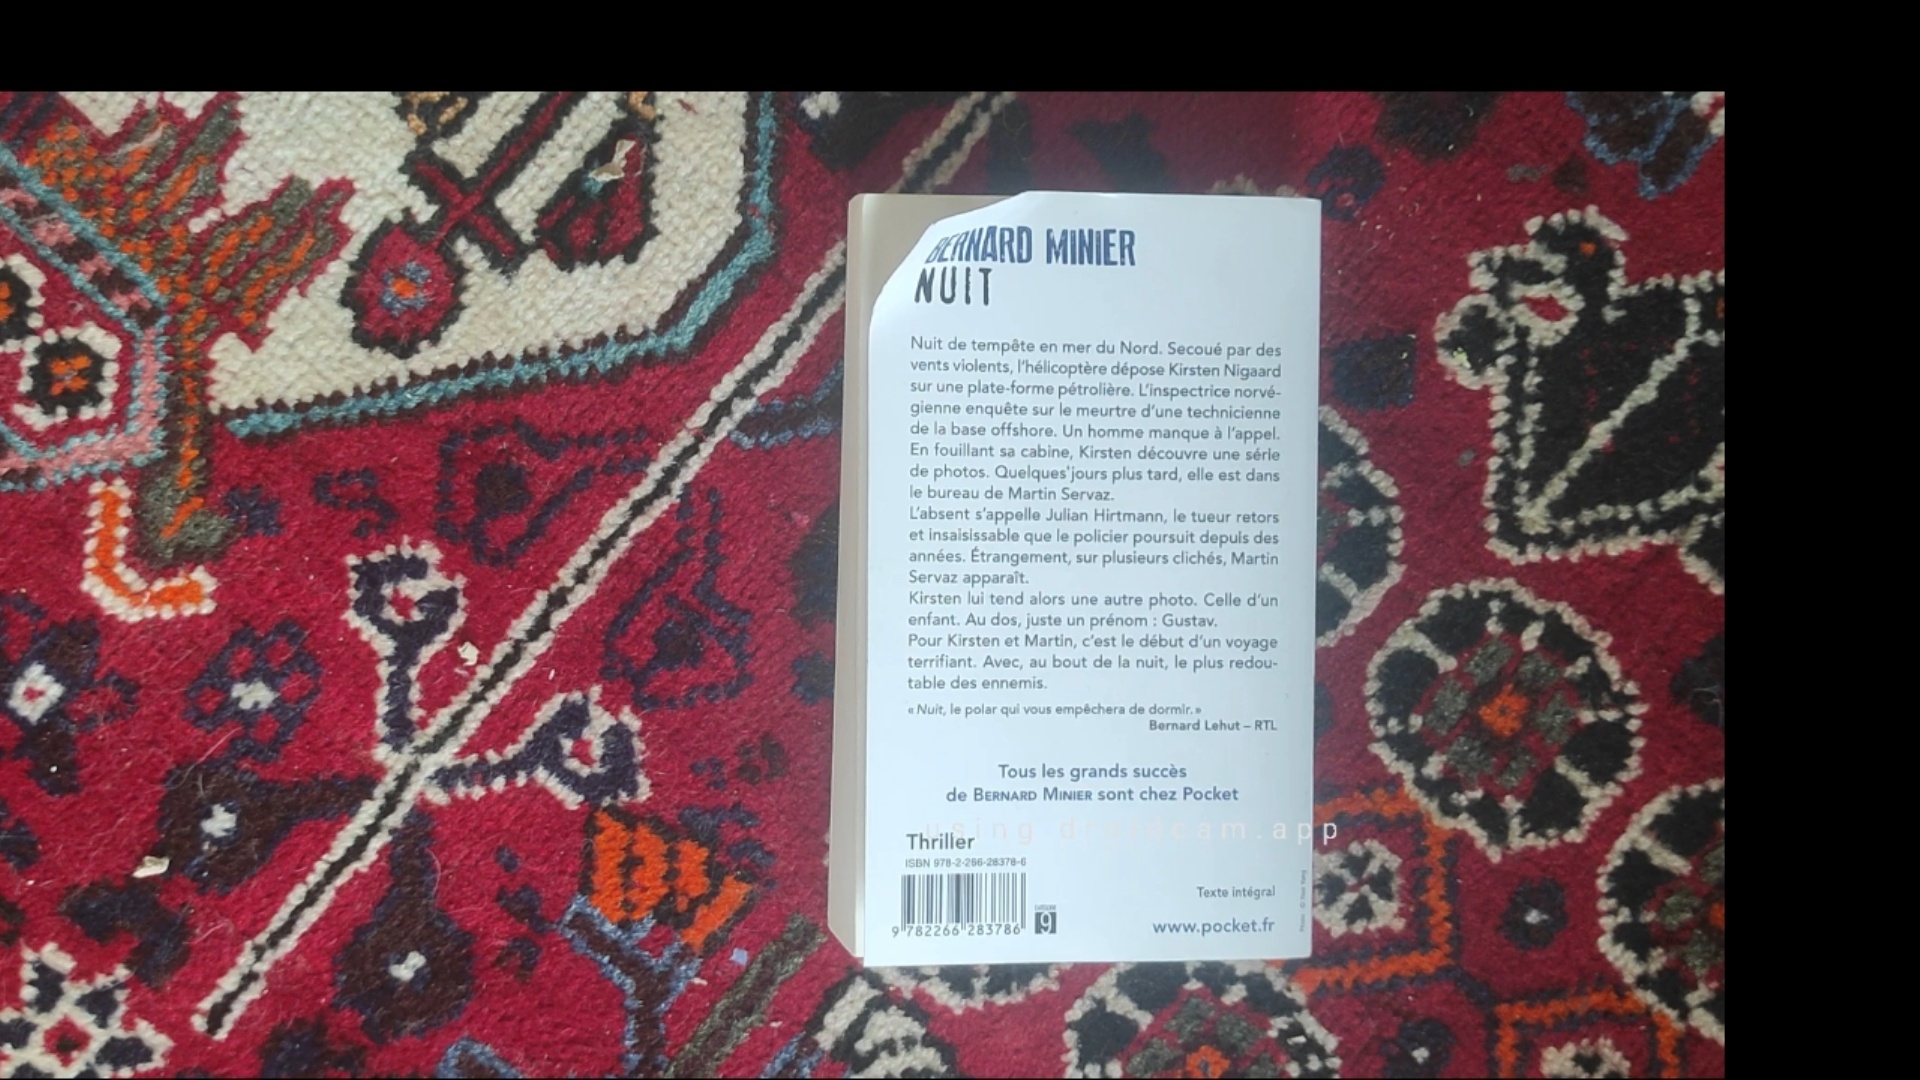 BERNARD MINIER
NUIT
Nuit de tempête en mer du Nord. Secoué par des
vents violents, l'hélicoptère dépose Kirsten Nigaard
sur une plate-forme pétrolière. L'inspectrice norvé-
gienne enquête sur le meurtre d'une technicienne
de la base offshore. Un homme manque à l'appel.
En fouillant sa cabine, Kirsten découvre une série
de photos. Quelques jours plus tard, elle est dans
le bureau de Martin Servaz.
L'absent s'appelle Julian Hirtmann, le tueur retors
et insaisissable que le policier poursuit depuis des
années. Étrangement, sur plusieurs clichés, Martin
Servaz apparaît.
Kirsten lui tend alors une autre photo. Celle d'un
enfant. Au dos, juste un prénom : Gustav.
Pour Kirsten et Martin, c'est le début d'un voyage
terrifiant. Avec, au bout de la nuit, le plus redou-
table des ennemis.
« Nuit, le polar qui vous empêchera de dormir. »
Bernard Lehut – RTL
Tous les grands succès
de BERNARD MINIER sont chez Pocket
using droidcam.app
Thriller
ISBN 978-2-266-28378-6
Texte intégral
9
9 782266 283786
www.pocket.fr